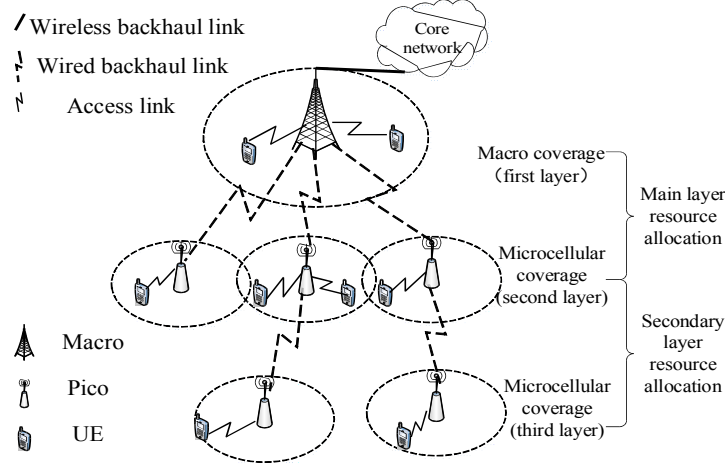 Wireless backhaul link
Wired backhaul link
Access link
Core
network
Macro coverage
（first layer）
Main layer
resource
allocation
Microcellular
coverage
(second layer)
Secondary
layer
resource
allocation
Macro
Pico
UE
Microcellular
coverage
(third layer)